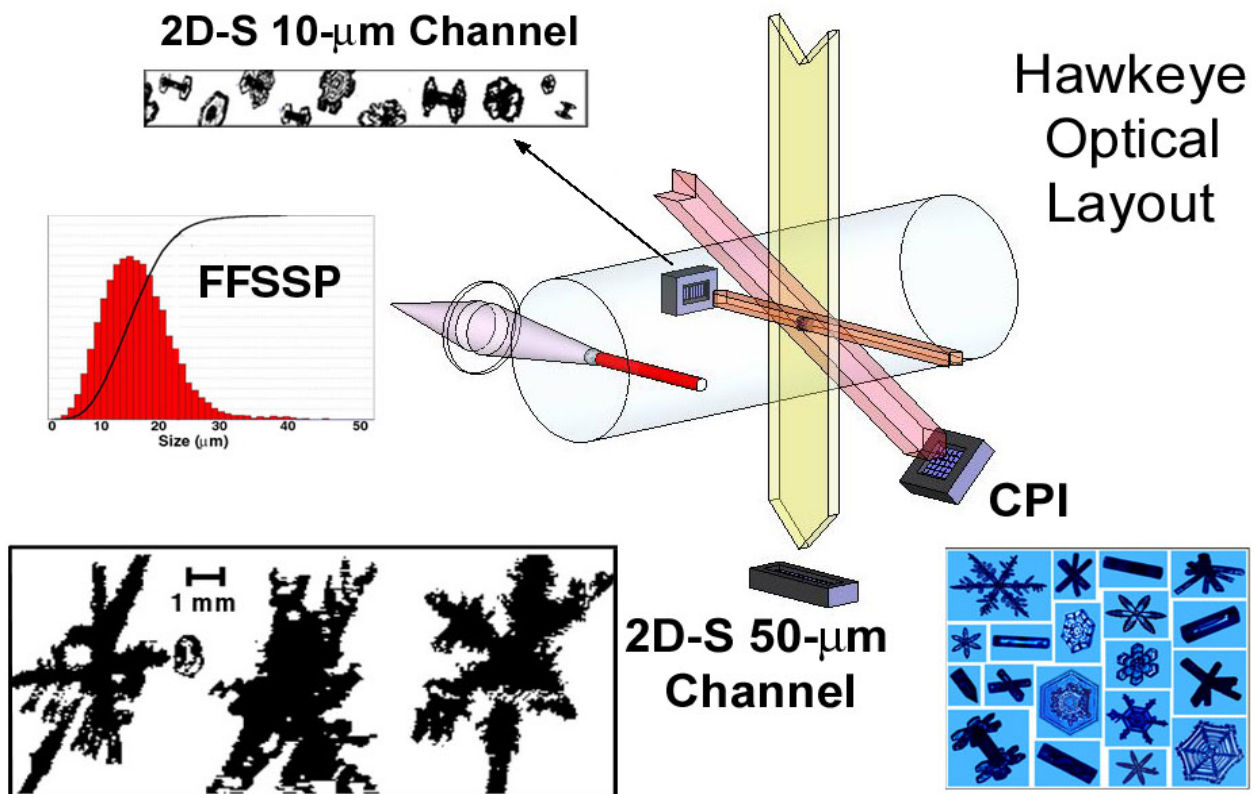 2D-S 10-μm Channel
Hawkeye
Optical
Layout
FFSSP
0 10 20 30 40 50
Size (μm)
CPI
1 mm
2D-S 50-μm
Channel